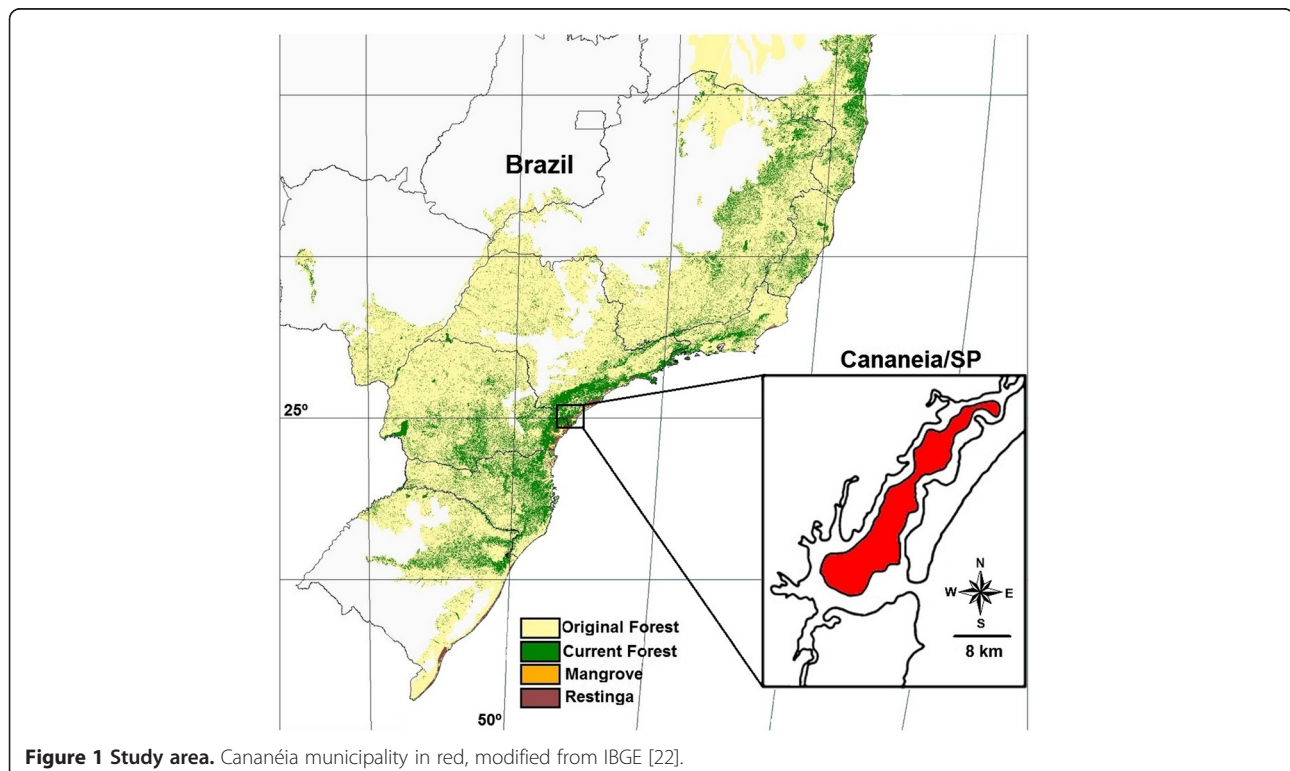 Brazil
Cananeia/SP
25º
N
W E
S
8 km
Original Forest
Current Forest
Mangrove
Restinga
50º
Figure 1 Study area. Cananéia municipality in red, modified from IBGE [22].